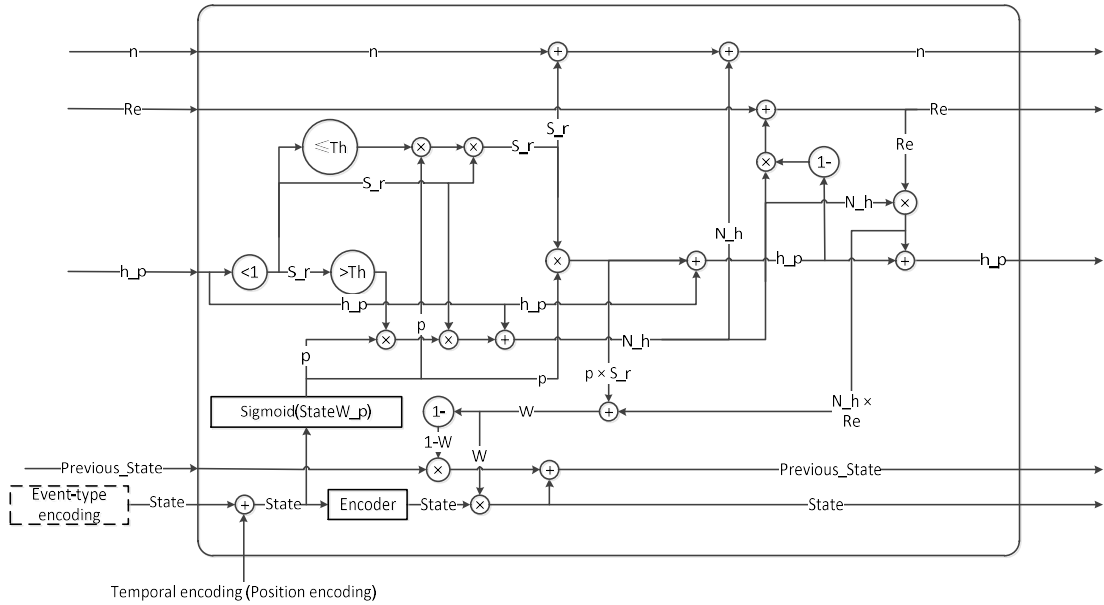 n
n
+
+
n
Re
+
Re
S_r
≤Th
×
×
S_r
×
1-
Re
S_r
N_h
×
N_h
h_p
<1
S_r
>Th
×
+
h_p
+
h_p
h_p
h_p
p
×
×
+
N_h
p
p
p × S_r
Sigmoid(StateW_p)
1-
W
+
N_h ×
Re
1-W
W
Previous_State
×
+
Previous_State
Event-type
encoding
State
+
State
Encoder
State
×
State
Temporal encoding (Position encoding)